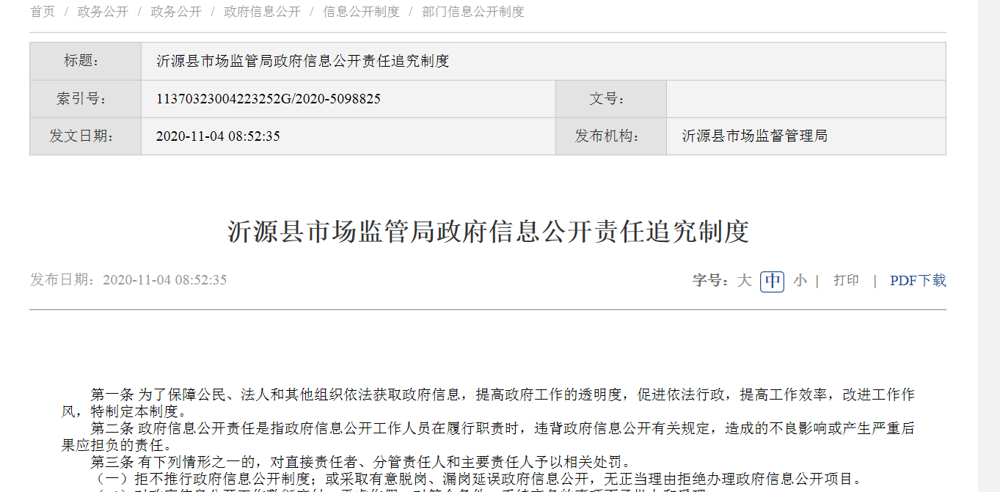 首页 / 政务公开 / 政务公开 / 政府信息公开 / 信息公开制度 / 部门信息公开制度
标题： 沂源县市场监管局政府信息公开责任追究制度
索引号： 11370323004223252G/2020-5098825 文号：
发文日期： 2020-11-04 08:52:35 发布机构： 沂源县市场监督管理局
沂源县市场监管局政府信息公开责任追究制度
发布日期：2020-11-04 08:52:35 字号：大 中 小 | 打印 | PDF下载
第一条 为了保障公民、法人和其他组织依法获取政府信息，提高政府工作的透明度，促进依法行政，提高工作效率，改进工作作
风，特制定本制度。
第二条 政府信息公开责任是指政府信息公开工作人员在履行职责时，违背政府信息公开有关规定，造成的不良影响或产生严重后
果应担负的责任。
第三条 有下列情形之一的，对直接责任者、分管责任人和主要责任人予以相关处罚。
（一）拒不推行政府信息公开制度；或采取有意脱岗、漏岗延误政府信息公开，无正当理由拒绝办理政府信息公开项目。